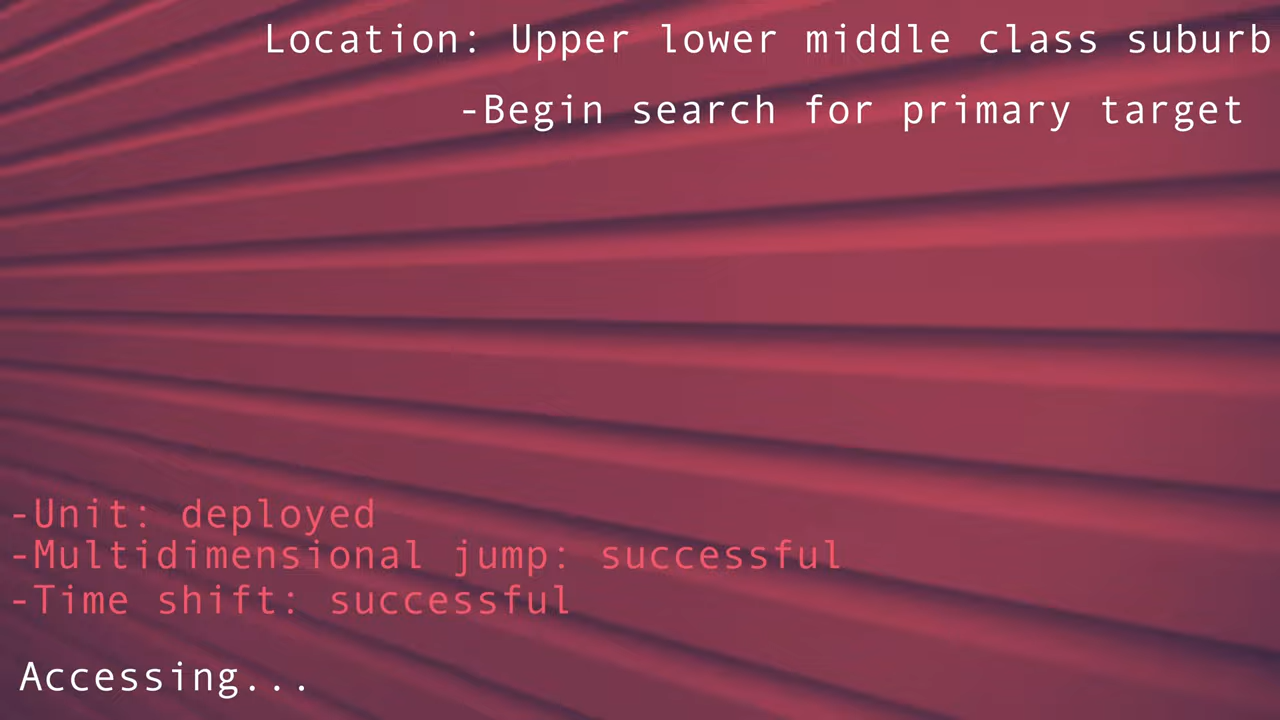 Location: Upper lower middle class suburb
-Begin search for primary target
-Unit: deployed
-Multidimensional jump: successful
-Time shift: successful
Accessing...